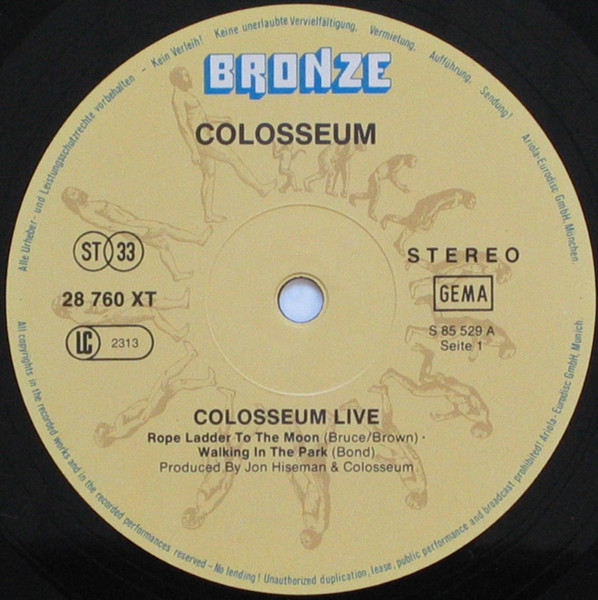 Alle Urheber- und Leistungsschutzrechte vorbehalten - Kein Verleih! Keine unerlaubte Vervielfältigung, Vermietung, Aufführung, Sendung! Ariola-Eurodisc GmbH, München.
BRONZE
COLOSSEUM
ST 33
STEREO
28 760 XT
GEMA
LC 2313
S 85 529 A
Seite 1
COLOSSEUM LIVE
Rope Ladder To The Moon (Bruce/Brown) ·
Walking In The Park (Bond)
Produced By Jon Hiseman & Colosseum
All copyrights in the recorded works and in the recorded performances reserved - No lending! Unauthorized duplication, lease, public performance and broadcast prohibited! Ariola-Eurodisc GmbH, Munich.